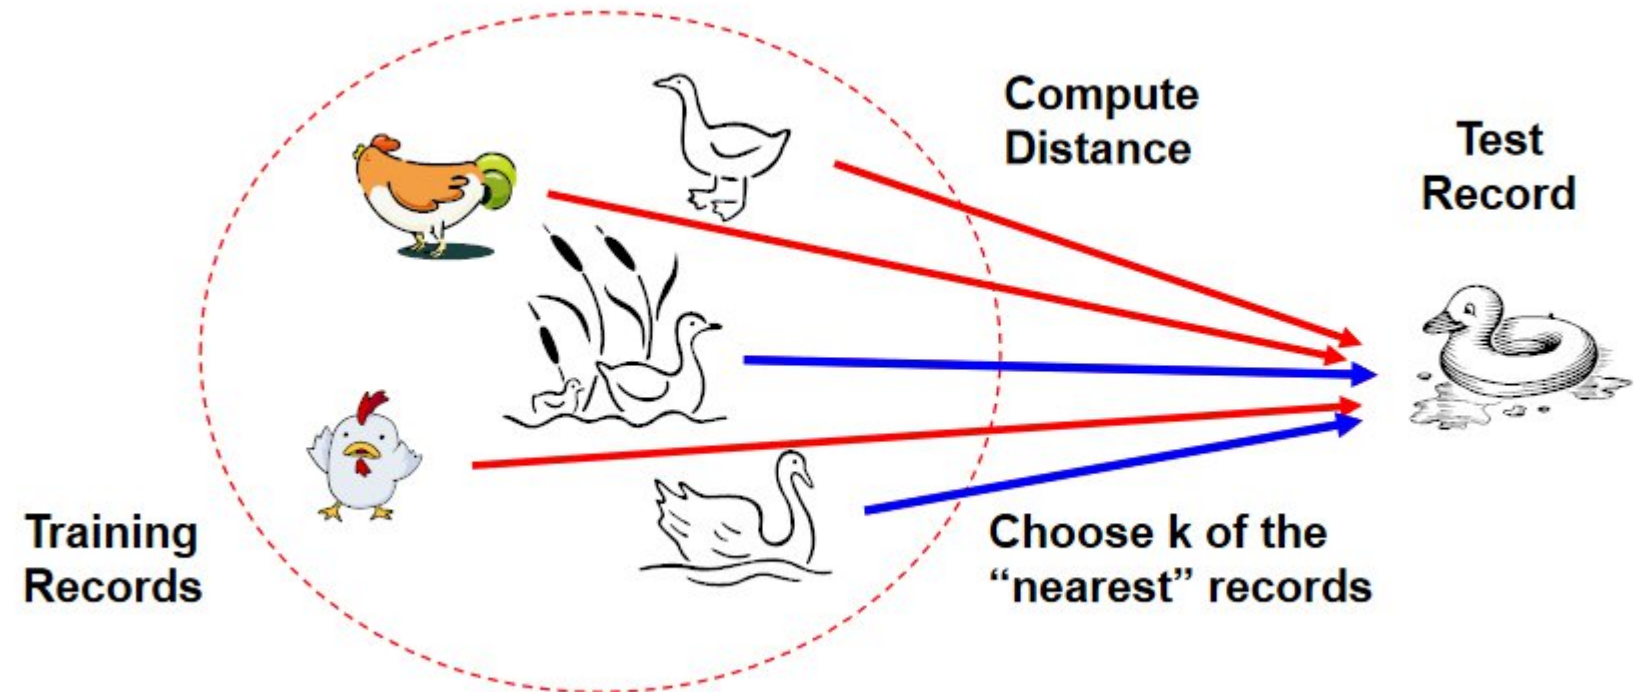 Compute
Distance
Test
Record
Training
Records
Choose k of the
“nearest” records